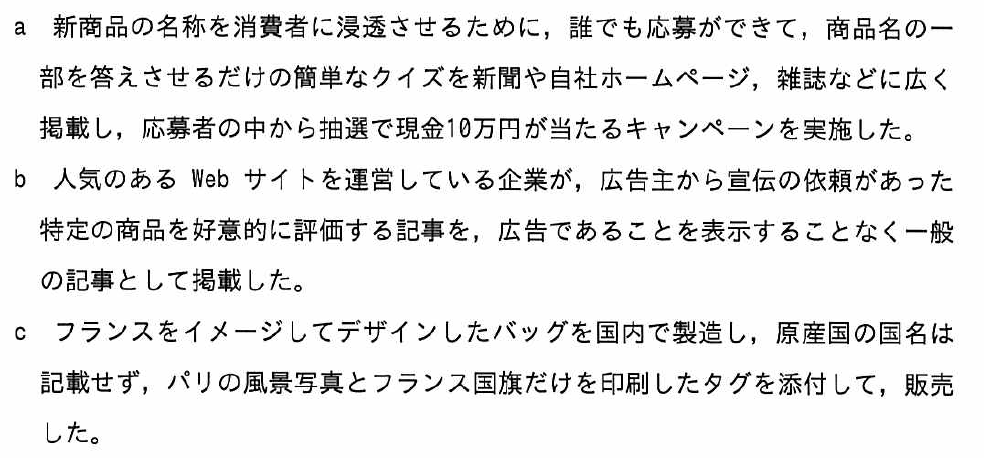 a 新商品の名称を消費者に浸透させるために，誰でも応募ができて，商品名の一
部を答えさせるだけの簡単なクイズを新聞や自社ホームページ，雑誌などに広く
掲載し，応募者の中から抽選で現金10万円が当たるキャンペーンを実施した。
b 人気のある Web サイトを運営している企業が，広告主から宣伝の依頼があった
特定の商品を好意的に評価する記事を，広告であることを表示することなく一般
の記事として掲載した。
c フランスをイメージしてデザインしたバッグを国内で製造し，原産国の国名は
記載せず，パリの風景写真とフランス国旗だけを印刷したタグを添付して，販売
した。